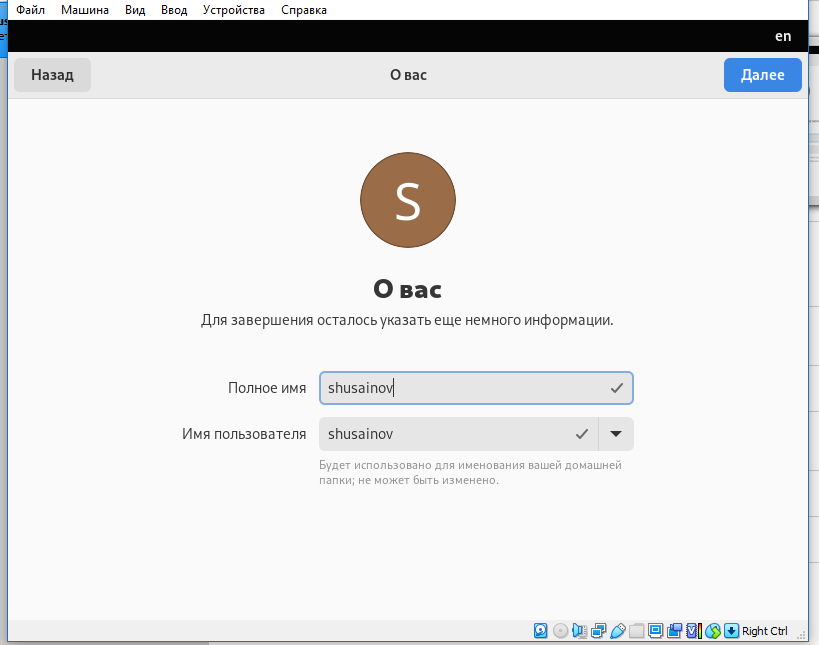 Файл Машина Вид Ввод Устройства Справка
en
Назад О вас Далее
S
О вас
Для завершения осталось указать еще немного информации.
Полное имя shusainov
Имя пользователя shusainov
Будет использовано для именования вашей домашней
папки; не может быть изменено.
Right Ctrl